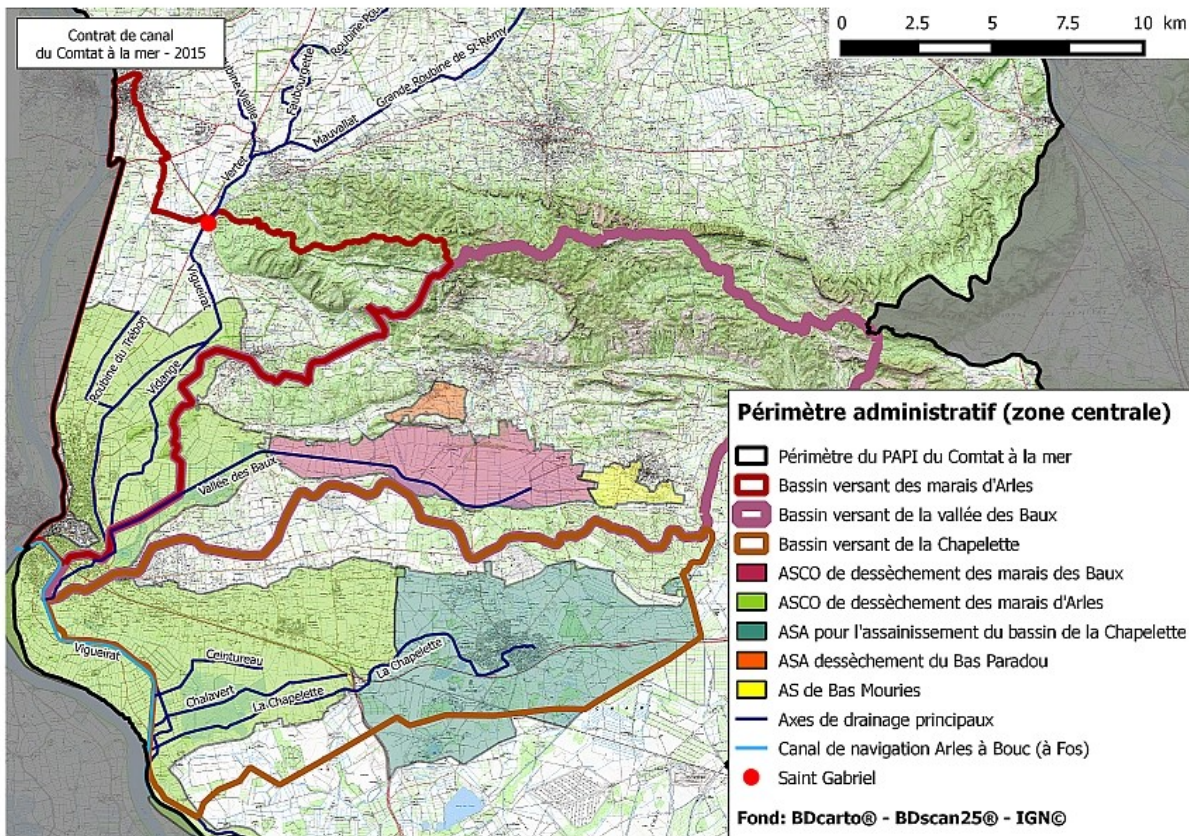 Contrat de canal
du Comtat à la mer - 2015
0 2.5 5 7.5 10 km
Faubourgette
Mauvallat
Grande Roubine de St-Rémy
Vertet
Vigueirat
Roubine du Trébon
Vidange
Vallée des Baux
Vigueirat
Ceintureau
Chalavert
La Chapelette
La Chapelette
Périmètre administratif (zone centrale)
Périmètre du PAPI du Comtat à la mer
Bassin versant des marais d'Arles
Bassin versant de la vallée des Baux
Bassin versant de la Chapelette
ASCO de dessèchement des marais des Baux
ASCO de dessèchement des marais d'Arles
ASA pour l'assainissement du bassin de la Chapelette
ASA dessèchement du Bas Paradou
AS de Bas Mouries
Axes de drainage principaux
Canal de navigation Arles à Bouc (à Fos)
Saint Gabriel
Fond: BDcarto® - BDscan25® - IGN©